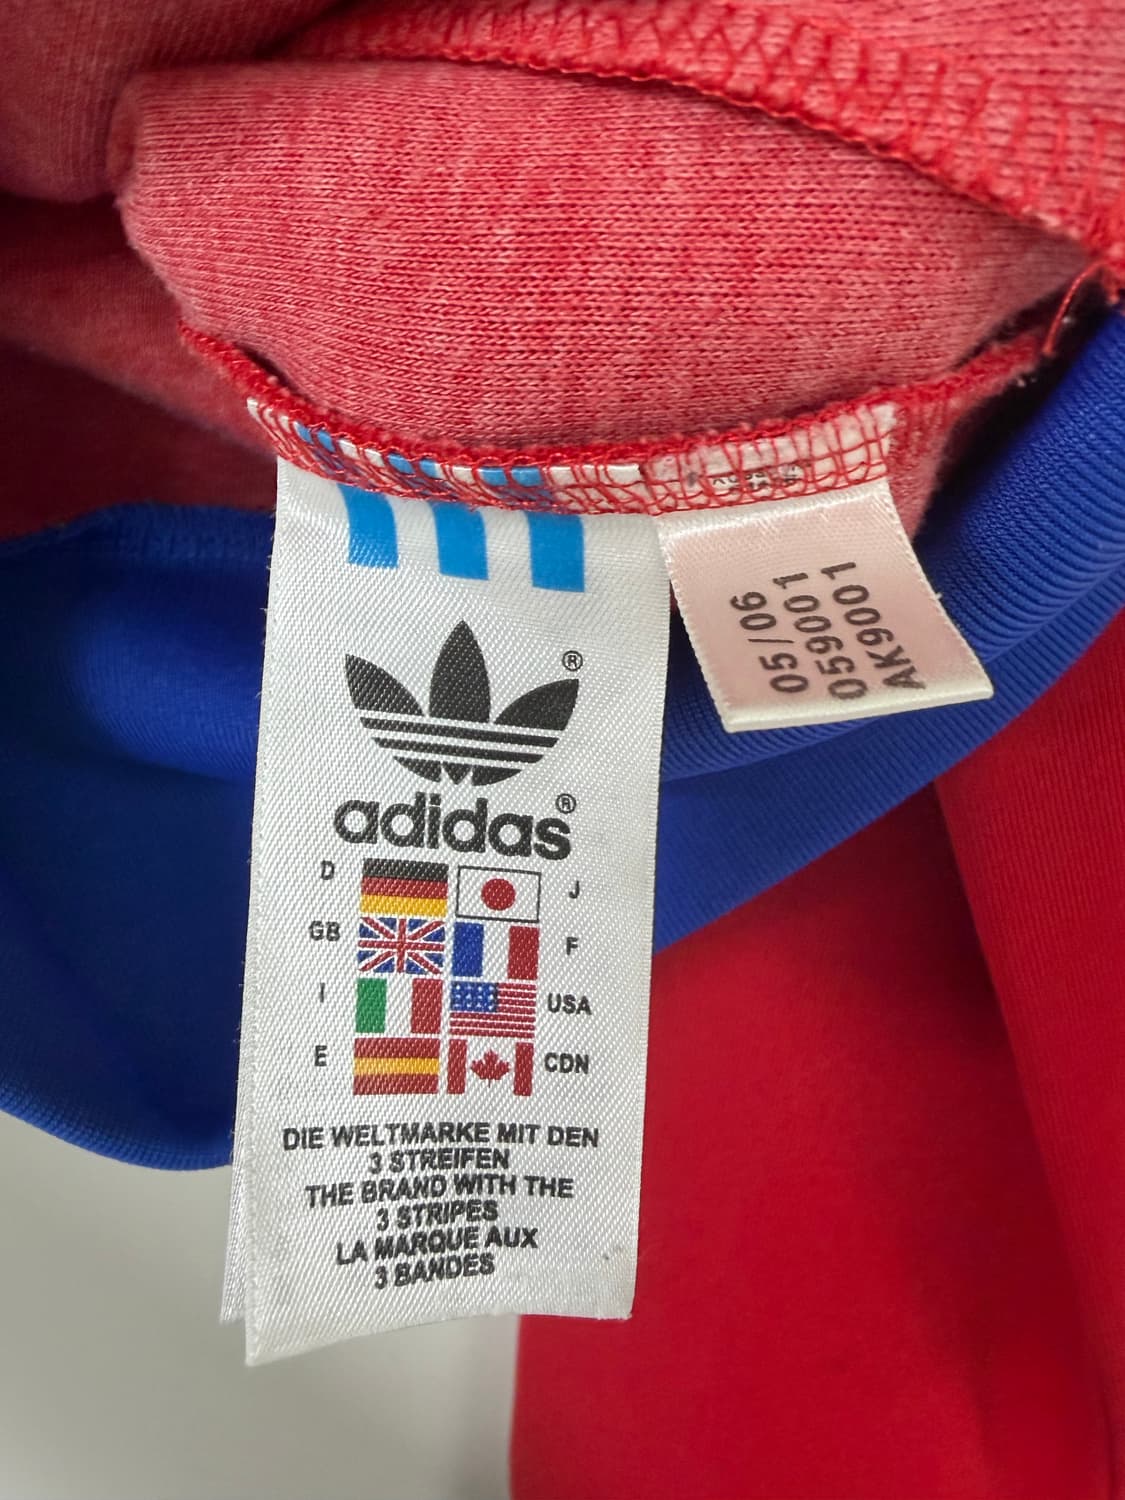 ®
adidas®
D J
GB F
I USA
E CDN
DIE WELTMARKE MIT DEN
3 STREIFEN
THE BRAND WITH THE
3 STRIPES
LA MARQUE AUX
3 BANDES
05/06
059001
AK9001